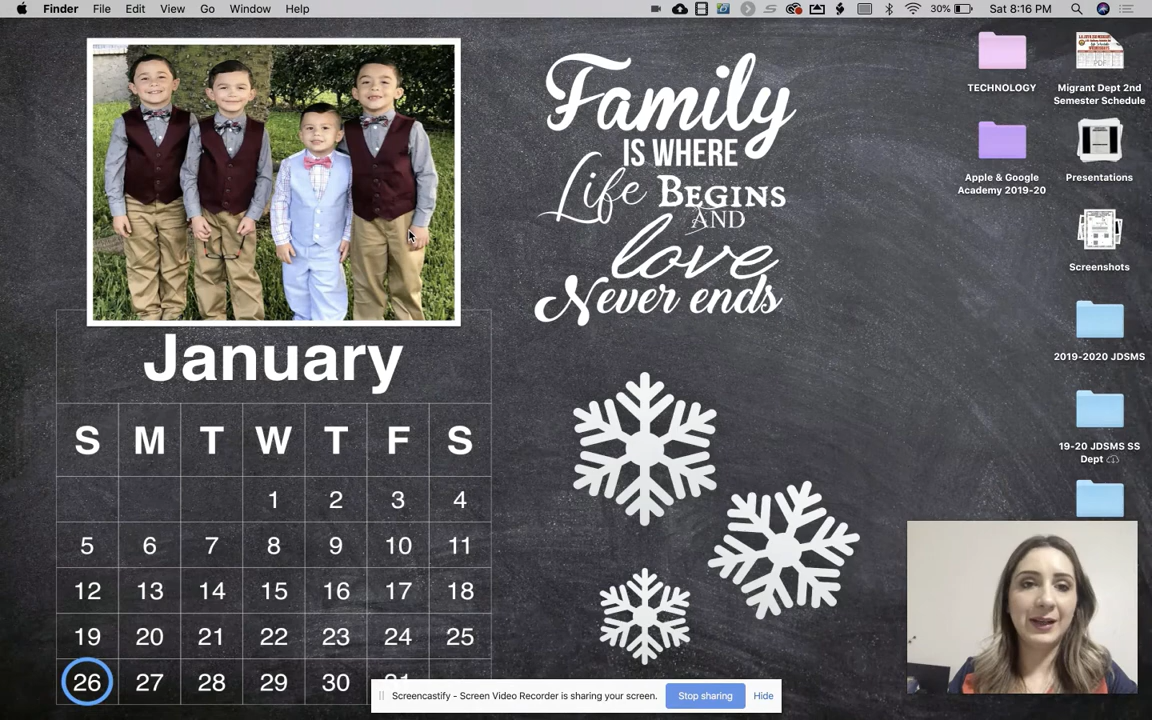 Finder File Edit View Go Window Help
30% Sat 8:16 PM
Family
IS WHERE
Life BEGINS
AND
love
Never ends
January
S M T W T F S
1 2 3 4
5 6 7 8 9 10 11
12 13 14 15 16 17 18
19 20 21 22 23 24 25
26 27 28 29 30 31
TECHNOLOGY
Migrant Dept 2nd
Semester Schedule
PDF
Apple & Google
Academy 2019-20
Presentations
Screenshots
2019-2020 JDSMS
19-20 JDSMS SS
Dept
Screencastify - Screen Video Recorder is sharing your screen. Stop sharing Hide